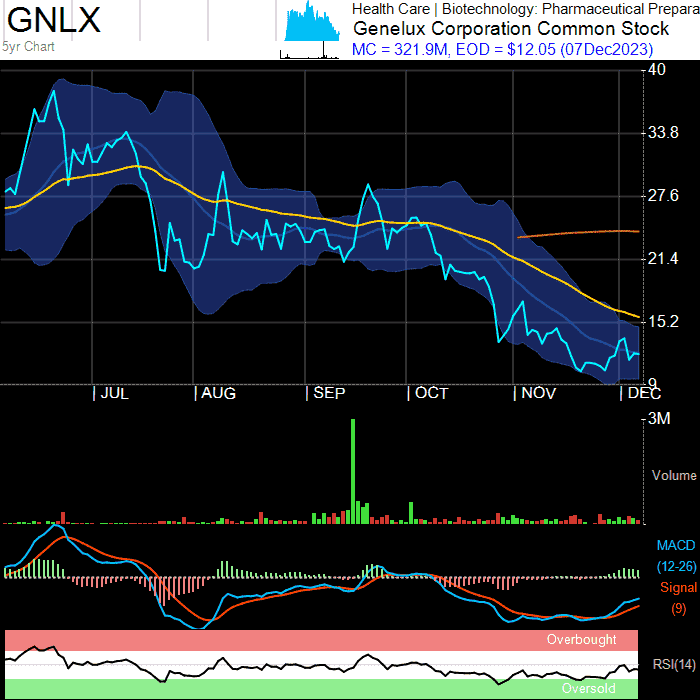 GNLX
5yr Chart
Health Care | Biotechnology: Pharmaceutical Prepara
Genelux Corporation Common Stock
MC = 321.9M, EOD = $12.05 (07Dec2023)
40
33.8
27.6
21.4
15.2
9
JUL AUG SEP OCT NOV DEC
3M
Volume
MACD
(12-26)
Signal
(9)
Overbought
RSI(14)
Oversold